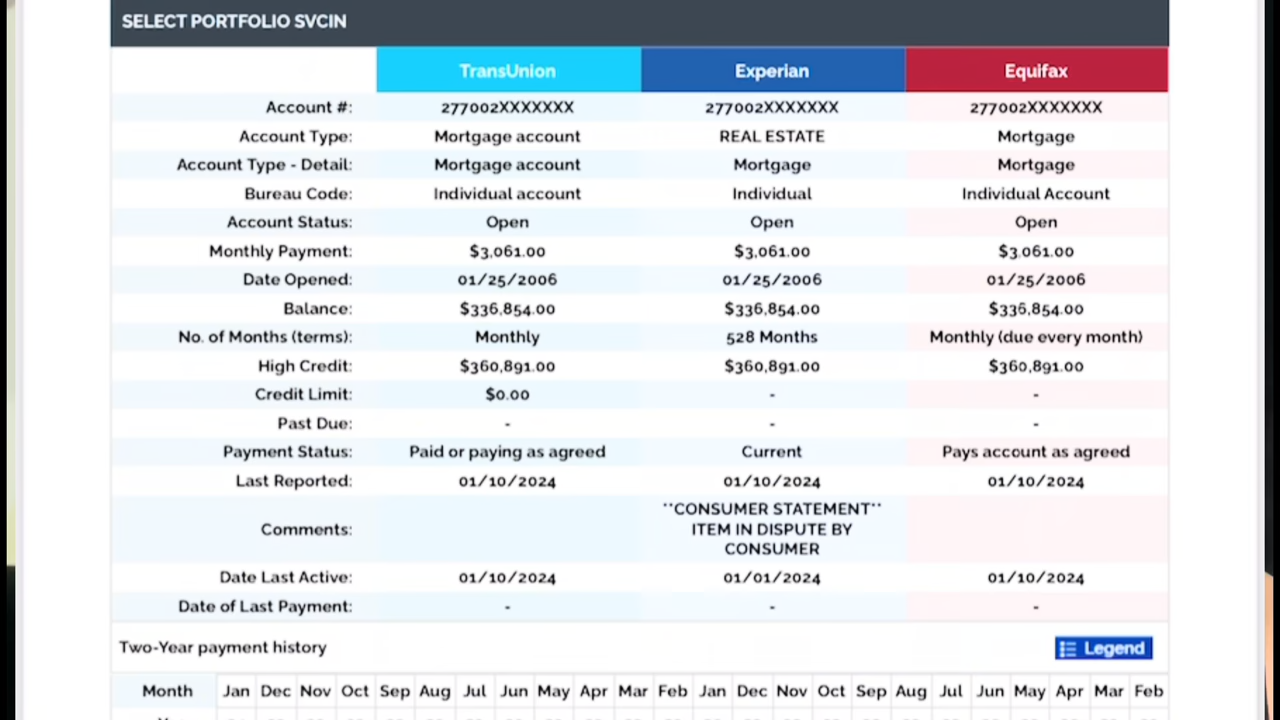 SELECT PORTFOLIO SVCIN
TransUnion Experian Equifax
Account #: 277002XXXXXXX 277002XXXXXXX 277002XXXXXXX
Account Type: Mortgage account REAL ESTATE Mortgage
Account Type - Detail: Mortgage account Mortgage Mortgage
Bureau Code: Individual account Individual Individual Account
Account Status: Open Open Open
Monthly Payment: $3,061.00 $3,061.00 $3,061.00
Date Opened: 01/25/2006 01/25/2006 01/25/2006
Balance: $336,854.00 $336,854.00 $336,854.00
No. of Months (terms): Monthly 528 Months Monthly (due every month)
High Credit: $360,891.00 $360,891.00 $360,891.00
Credit Limit: $0.00 - -
Past Due: - - -
Payment Status: Paid or paying as agreed Current Pays account as agreed
Last Reported: 01/10/2024 01/10/2024 01/10/2024
**CONSUMER STATEMENT**
Comments: ITEM IN DISPUTE BY
CONSUMER
Date Last Active: 01/10/2024 01/01/2024 01/10/2024
Date of Last Payment: - - -
Two-Year payment history Legend
Month Jan Dec Nov Oct Sep Aug Jul Jun May Apr Mar Feb Jan Dec Nov Oct Sep Aug Jul Jun May Apr Mar Feb